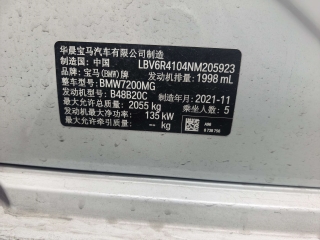 华晨宝马汽车有限公司制造
制造国: 中国 LBV6R4104NM205923
品牌: 宝马(BMW)牌 发动机排量: 1998 mL
整车型号: BMW7200MG
发动机型号: B48B20C 制造年月: 2021-11
最大允许总质量: 2055 kg 乘坐人数: 5
发动机最大净功率: 135 kW
最大允许牵引质量: -- kg